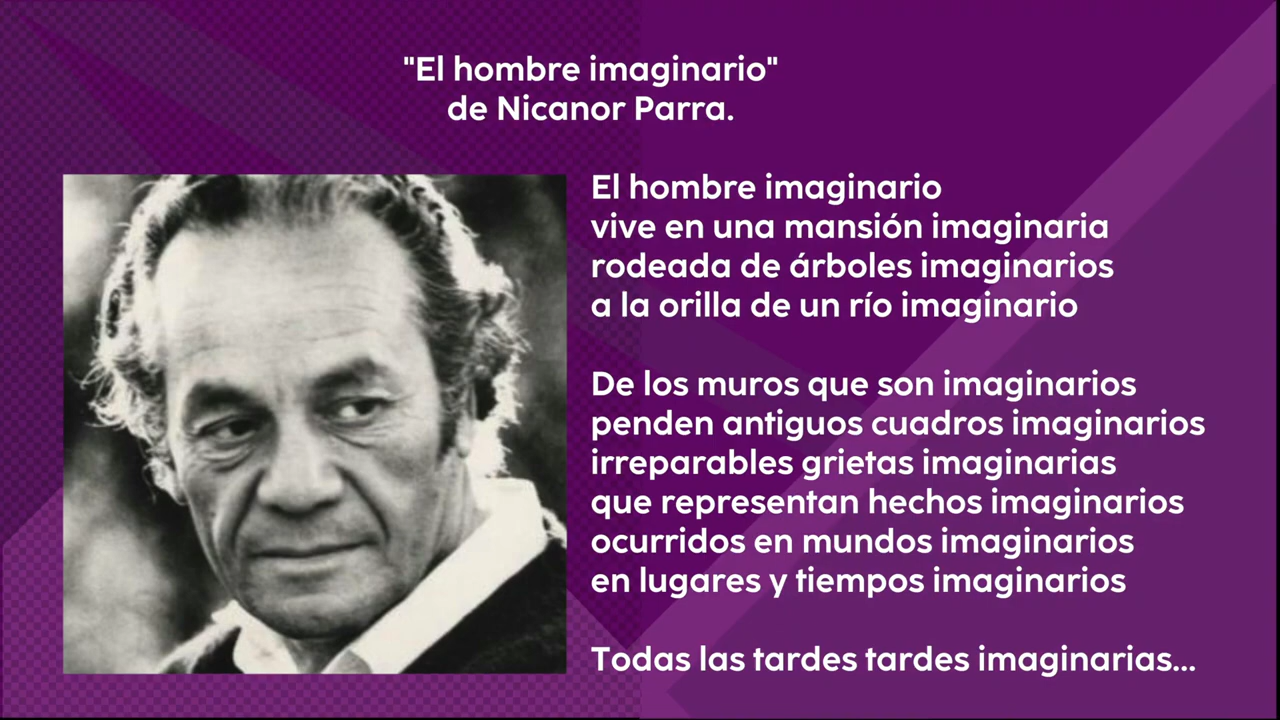 "El hombre imaginario"
de Nicanor Parra.
El hombre imaginario
vive en una mansión imaginaria
rodeada de árboles imaginarios
a la orilla de un río imaginario
De los muros que son imaginarios
penden antiguos cuadros imaginarios
irreparables grietas imaginarias
que representan hechos imaginarios
ocurridos en mundos imaginarios
en lugares y tiempos imaginarios
Todas las tardes tardes imaginarias...